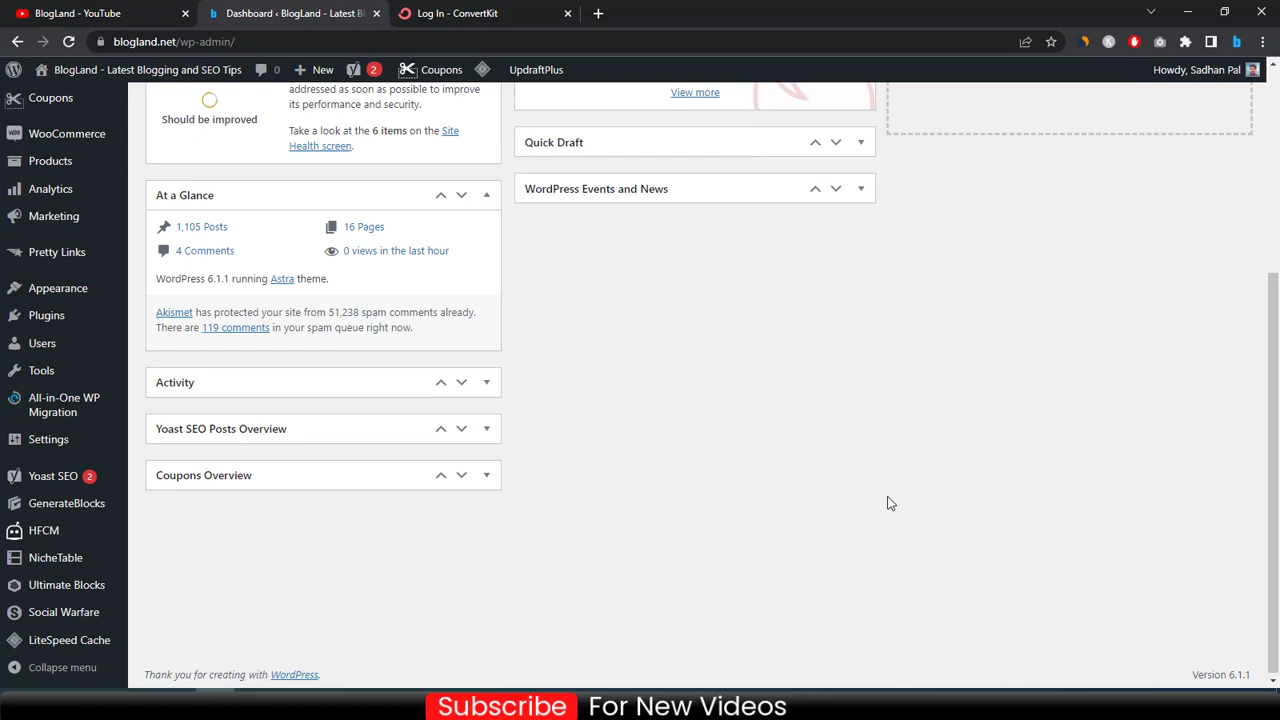 BlogLand - YouTube
Dashboard ‹ BlogLand - Latest Bl
Log In - ConvertKit
blogland.net/wp-admin/
BlogLand - Latest Blogging and SEO Tips
0
New
2
Coupons
UpdraftPlus
Howdy, Sadhan Pal
Coupons
WooCommerce
Products
Analytics
Marketing
Pretty Links
Appearance
Plugins
Users
Tools
All-in-One WP
Migration
Settings
Yoast SEO 2
GenerateBlocks
HFCM
NicheTable
Ultimate Blocks
Social Warfare
LiteSpeed Cache
Collapse menu
Should be improved
addressed as soon as possible to improve
its performance and security.
Take a look at the 6 items on the Site
Health screen.
At a Glance
1,105 Posts
16 Pages
4 Comments
0 views in the last hour
WordPress 6.1.1 running Astra theme.
Akismet has protected your site from 51,238 spam comments already.
There are 119 comments in your spam queue right now.
Activity
Yoast SEO Posts Overview
Coupons Overview
View more
Quick Draft
WordPress Events and News
Thank you for creating with WordPress.
Version 6.1.1
Subscribe For New Videos